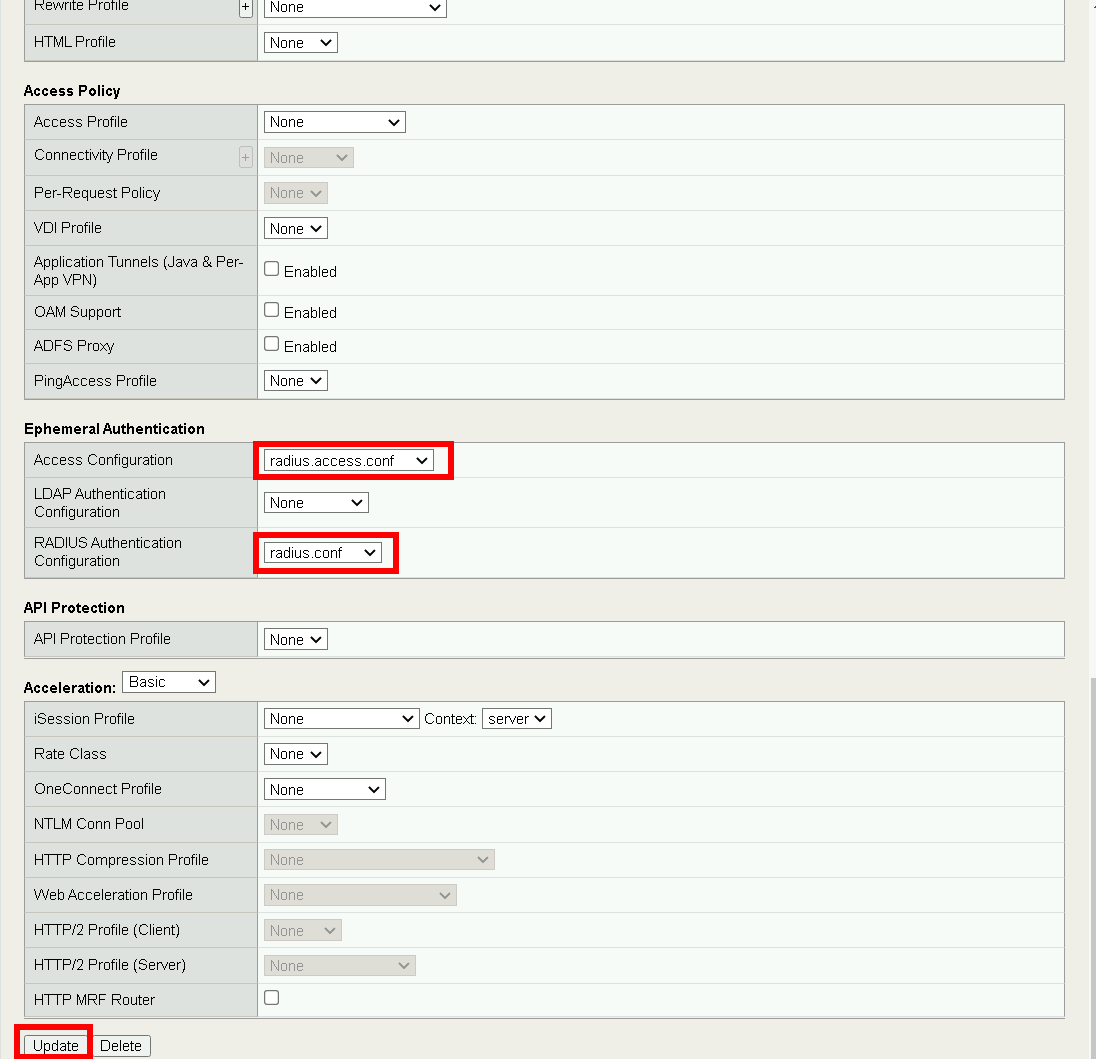 Rewrite Profile + None
HTML Profile None
Access Policy
Access Profile None
Connectivity Profile + None
Per-Request Policy None
VDI Profile None
Application Tunnels (Java & Per-
App VPN) Enabled
OAM Support Enabled
ADFS Proxy Enabled
PingAccess Profile None
Ephemeral Authentication
Access Configuration radius.access.conf
LDAP Authentication
Configuration None
RADIUS Authentication
Configuration radius.conf
API Protection
API Protection Profile None
Acceleration: Basic
iSession Profile None Context: server
Rate Class None
OneConnect Profile None
NTLM Conn Pool None
HTTP Compression Profile None
Web Acceleration Profile None
HTTP/2 Profile (Client) None
HTTP/2 Profile (Server) None
HTTP MRF Router
Update Delete